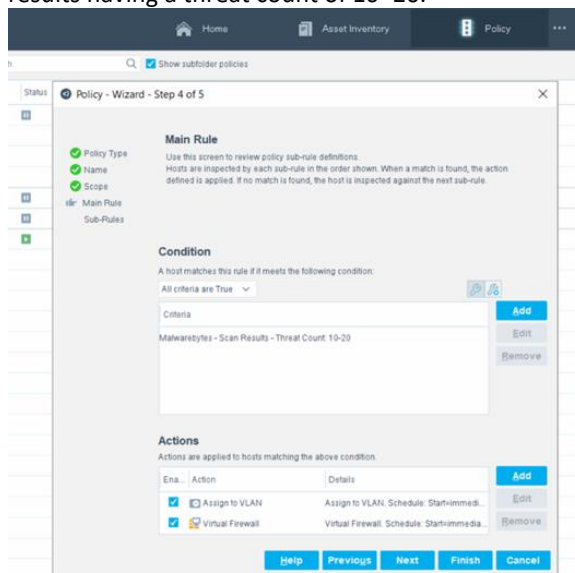 results having a threat count of 10-20.
Home
Asset Inventory
Policy
Show subfolder policies
Status
Policy - Wizard - Step 4 of 5
Policy Type
Name
Scope
Main Rule
Sub-Rules
Main Rule
Use this screen to review policy sub-rule definitions.
Hosts are inspected by each sub-rule in the order shown. When a match is found, the action
defined is applied. If no match is found, the host is inspected against the next sub-rule.
Condition
A host matches this rule if it meets the following condition:
All criteria are True
Criteria
Malwarebytes - Scan Results - Threat Count: 10-20
Add
Edit
Remove
Actions
Actions are applied to hosts matching the above condition.
Ena... Action Details
Assign to VLAN Assign to VLAN. Schedule: Start=immedi...
Virtual Firewall Virtual Firewall. Schedule: Start=immedia...
Add
Edit
Remove
Help Previous Next Finish Cancel